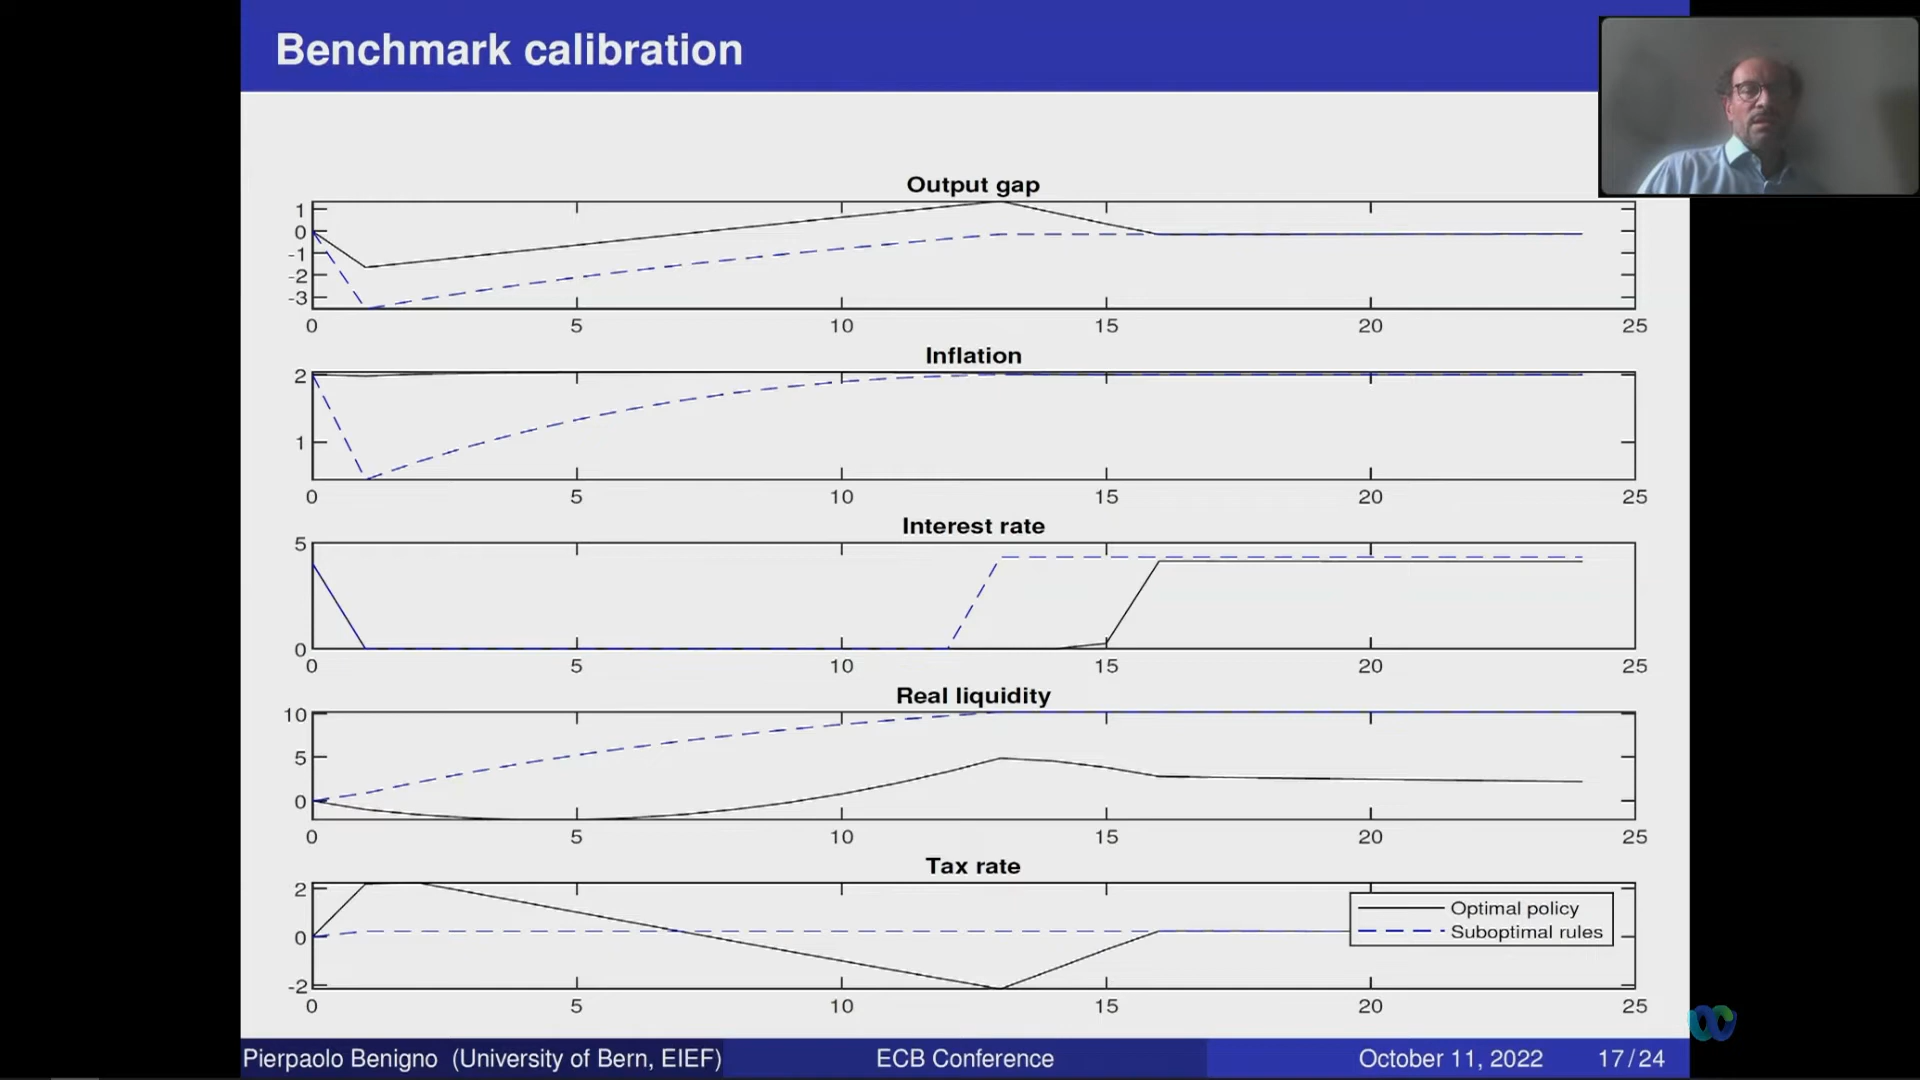 Benchmark calibration
Output gap
1
0
-1
-2
-3
0 5 10 15 20 25
Inflation
2
1
0 5 10 15 20 25
Interest rate
5
0
0 5 10 15 20 25
Real liquidity
10
5
0
0 5 10 15 20 25
Tax rate
2
0
-2
Optimal policy
Suboptimal rules
0 5 10 15 20 25
Pierpaolo Benigno (University of Bern, EIEF) ECB Conference October 11, 2022 17 / 24